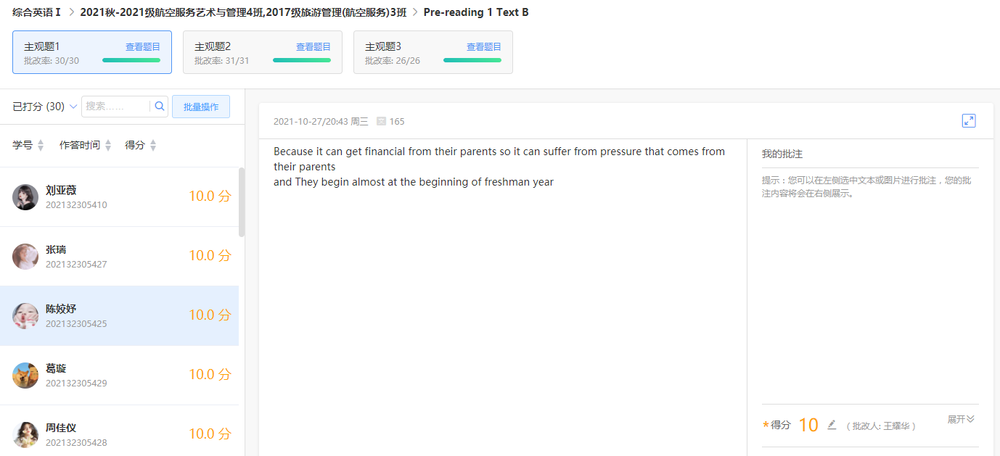 综合英语 I > 2021秋-2021级航空服务艺术与管理4班,2017级旅游管理(航空服务)3班 > Pre-reading 1 Text B
主观题1 查看题目
批改率: 30/30
主观题2 查看题目
批改率: 31/31
主观题3 查看题目
批改率: 26/26
已打分 (30) 搜索…… 批量操作
学号 作答时间 得分
刘亚薇
202132305410
10.0 分
张瑞
202132305427
10.0 分
陈姣妤
202132305425
10.0 分
葛璇
202132305429
10.0 分
周佳仪
202132305428
10.0 分
2021-10-27/20:43 周三 165
Because it can get financial from their parents so it can suffer from pressure that comes from
their parents
and They begin almost at the beginning of freshman year
我的批注
提示：您可以在左侧选中文本或图片进行批注，您的批
注内容将会在右侧展示。
*得分 10 ( 批改人: 王耀华 ) 展开